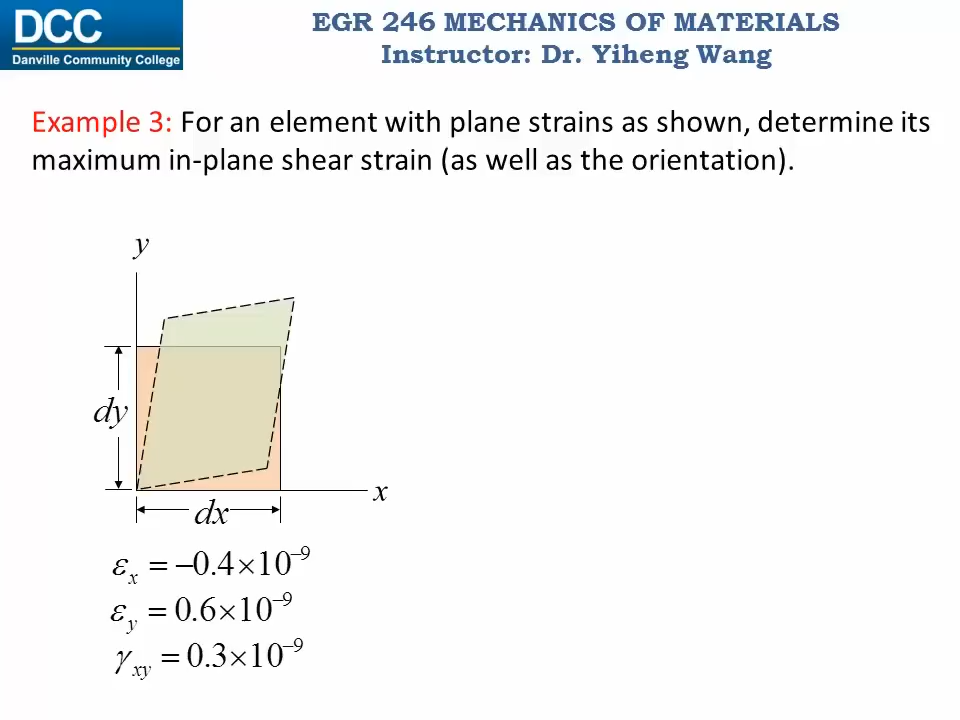 DCC
Danville Community College
EGR 246 MECHANICS OF MATERIALS
Instructor: Dr. Yiheng Wang
Example 3: For an element with plane strains as shown, determine its
maximum in-plane shear strain (as well as the orientation).
y
dy
x
dx
εx = −0.4×10⁻⁹
εy = 0.6×10⁻⁹
γxy = 0.3×10⁻⁹